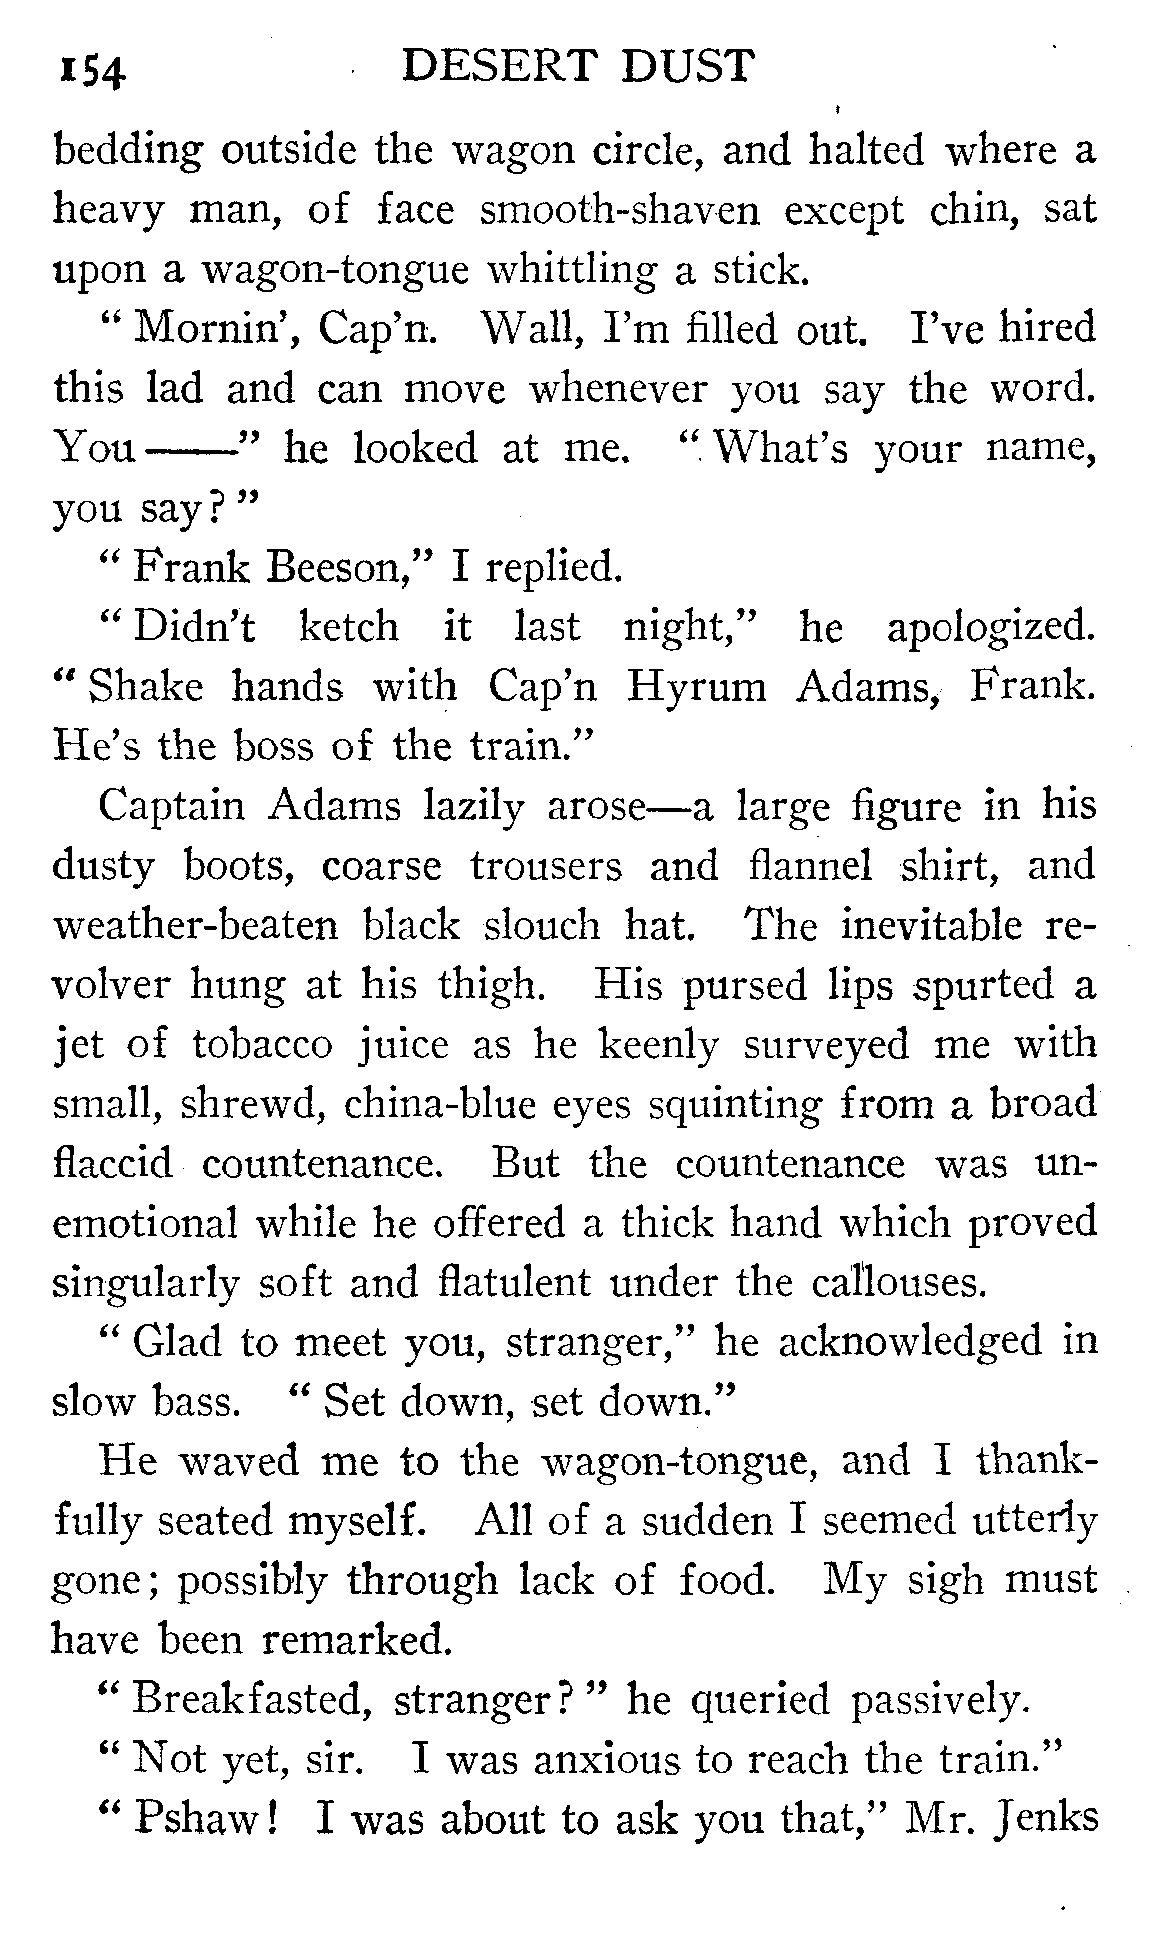 154 DESERT DUST
bedding outside the wagon circle, and halted where a
heavy man, of face smooth-shaven except chin, sat
upon a wagon-tongue whittling a stick.
“ Mornin’, Cap’n. Wall, I’m filled out. I’ve hired
this lad and can move whenever you say the word.
You——” he looked at me. “ What’s your name,
you say? ”
“ Frank Beeson,” I replied.
“ Didn’t ketch it last night,” he apologized.
“ Shake hands with Cap’n Hyrum Adams, Frank.
He’s the boss of the train.”
Captain Adams lazily arose—a large figure in his
dusty boots, coarse trousers and flannel shirt, and
weather-beaten black slouch hat. The inevitable re-
volver hung at his thigh. His pursed lips spurted a
jet of tobacco juice as he keenly surveyed me with
small, shrewd, china-blue eyes squinting from a broad
flaccid countenance. But the countenance was un-
emotional while he offered a thick hand which proved
singularly soft and flatulent under the callouses.
“ Glad to meet you, stranger,” he acknowledged in
slow bass. “ Set down, set down.”
He waved me to the wagon-tongue, and I thank-
fully seated myself. All of a sudden I seemed utterly
gone; possibly through lack of food. My sigh must
have been remarked.
“ Breakfasted, stranger? ” he queried passively.
“ Not yet, sir. I was anxious to reach the train.”
“ Pshaw! I was about to ask you that,” Mr. Jenks